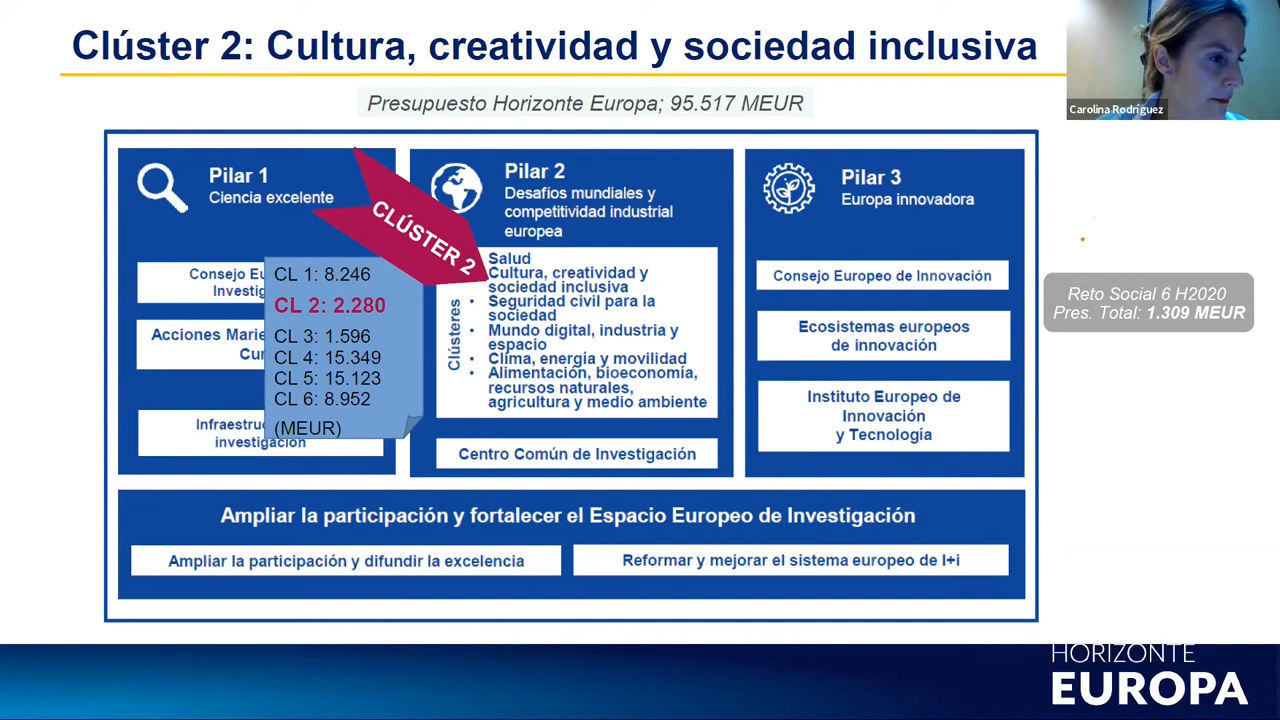 Clúster 2: Cultura, creatividad y sociedad inclusiva
Carolina Rodríguez
Presupuesto Horizonte Europa; 95.517 MEUR
Pilar 1
Ciencia excelente
Consejo Eu
Investig
Acciones Marie
Cur
Infraestruc
investigación
CL 1: 8.246
CL 2: 2.280
CL 3: 1.596
CL 4: 15.349
CL 5: 15.123
CL 6: 8.952
(MEUR)
CLÚSTER 2
Pilar 2
Desafíos mundiales y
competitividad industrial
europea
Clústeres
Salud
Cultura, creatividad y
sociedad inclusiva
• Seguridad civil para la
sociedad
• Mundo digital, industria y
espacio
• Clima, energía y movilidad
• Alimentación, bioeconomía,
recursos naturales,
agricultura y medio ambiente
Centro Común de Investigación
Pilar 3
Europa innovadora
Consejo Europeo de Innovación
Ecosistemas europeos
de innovación
Instituto Europeo de
Innovación
y Tecnología
Reto Social 6 H2020
Pres. Total: 1.309 MEUR
Ampliar la participación y fortalecer el Espacio Europeo de Investigación
Ampliar la participación y difundir la excelencia
Reformar y mejorar el sistema europeo de I+i
HORIZONTE
EUROPA